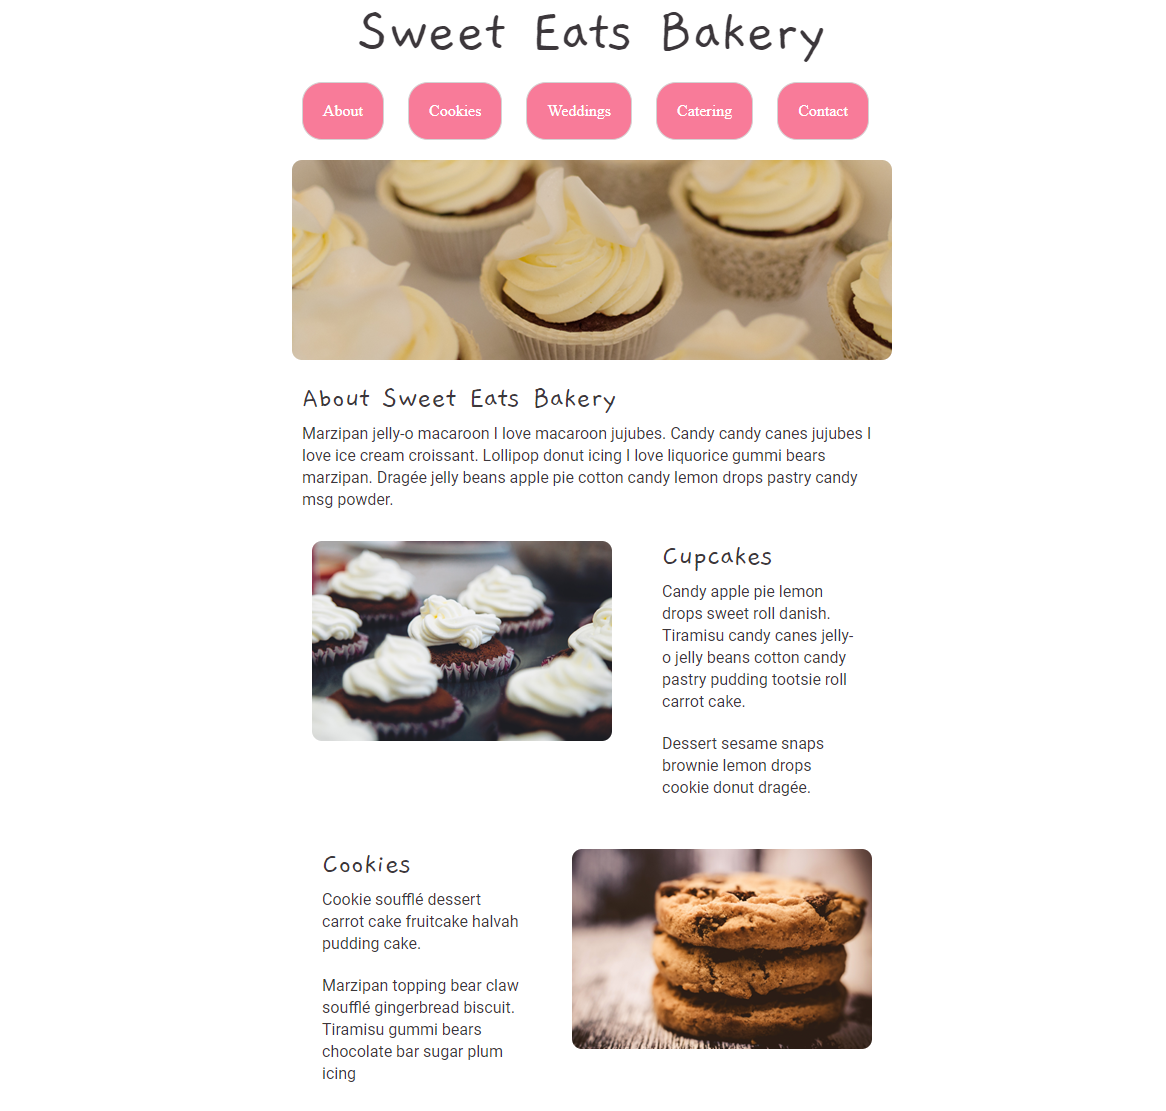 Sweet Eats Bakery
About
Cookies
Weddings
Catering
Contact
About Sweet Eats Bakery
Marzipan jelly-o macaroon I love macaroon jujubes. Candy candy canes jujubes I
love ice cream croissant. Lollipop donut icing I love liquorice gummi bears
marzipan. Dragée jelly beans apple pie cotton candy lemon drops pastry candy
msg powder.
Cupcakes
Candy apple pie lemon
drops sweet roll danish.
Tiramisu candy canes jelly-
o jelly beans cotton candy
pastry pudding tootsie roll
carrot cake.
Dessert sesame snaps
brownie lemon drops
cookie donut dragée.
Cookies
Cookie soufflé dessert
carrot cake fruitcake halvah
pudding cake.
Marzipan topping bear claw
soufflé gingerbread biscuit.
Tiramisu gummi bears
chocolate bar sugar plum
icing